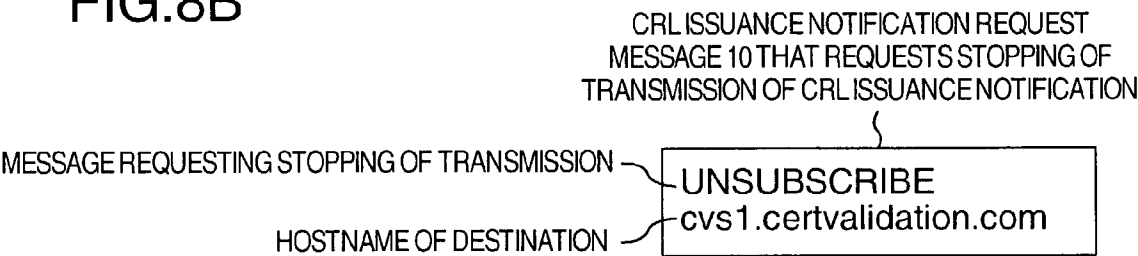 FIG.8B
CRL ISSUANCE NOTIFICATION REQUEST
MESSAGE 10 THAT REQUESTS STOPPING OF
TRANSMISSION OF CRL ISSUANCE NOTIFICATION
MESSAGE REQUESTING STOPPING OF TRANSMISSION
UNSUBSCRIBE
cvs1.certvalidation.com
HOSTNAME OF DESTINATION